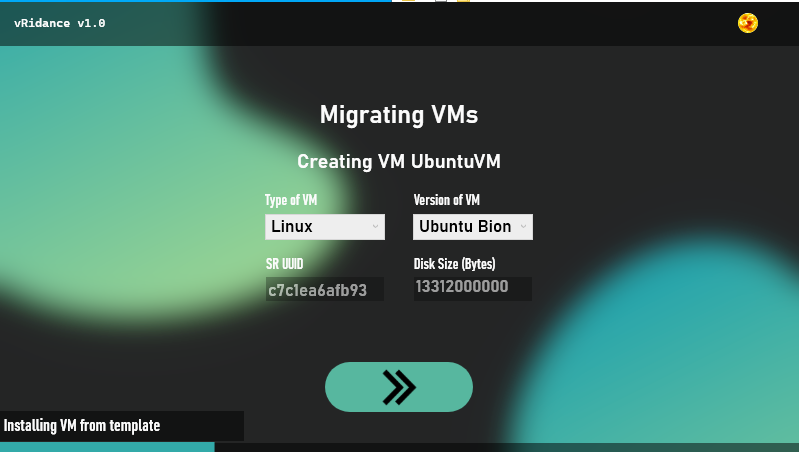 vRidance v1.0
Migrating VMs
Creating VM UbuntuVM
Type of VM
Version of VM
Linux
Ubuntu Bion
SR UUID
Disk Size (Bytes)
c7c1ea6afb93
13312000000
Installing VM from template